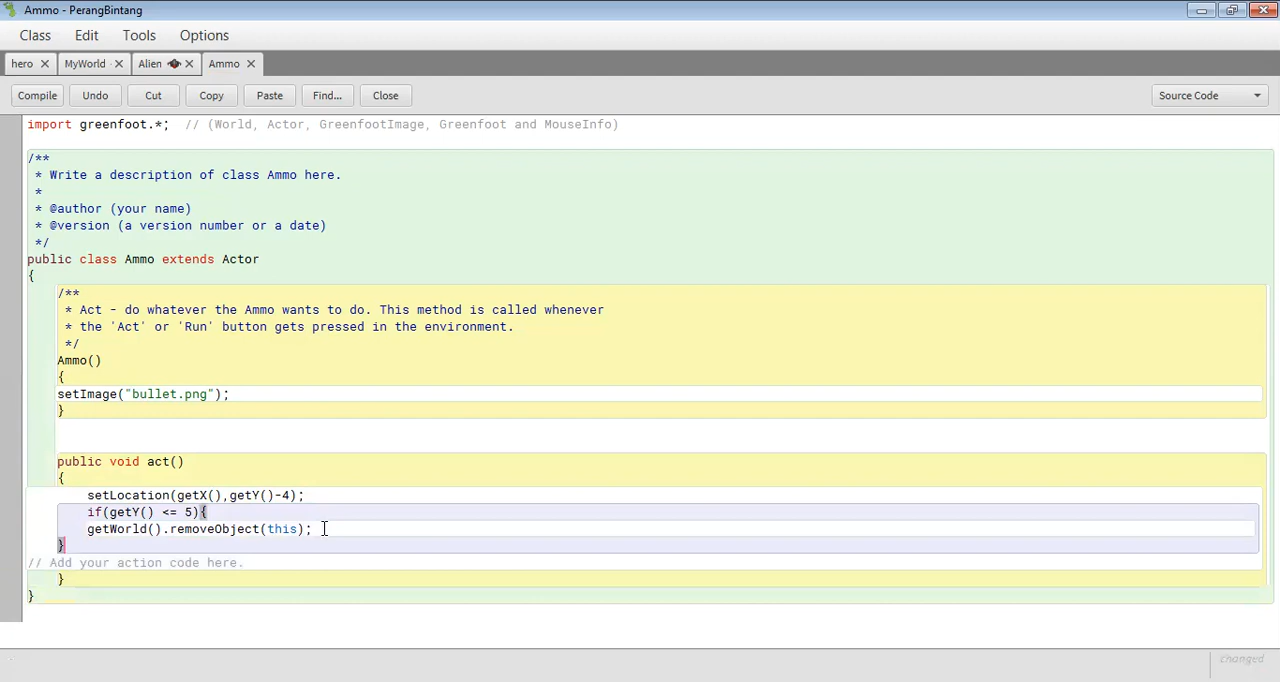 Ammo - PerangBintang
Class Edit Tools Options
hero MyWorld Alien Ammo
Compile Undo Cut Copy Paste Find... Close Source Code
import greenfoot.*;  // (World, Actor, GreenfootImage, Greenfoot and MouseInfo)
/**
 * Write a description of class Ammo here.
 *
 * @author (your name)
 * @version (a version number or a date)
 */
public class Ammo extends Actor
{
/**
 * Act - do whatever the Ammo wants to do. This method is called whenever
 * the 'Act' or 'Run' button gets pressed in the environment.
 */
Ammo()
{
setImage("bullet.png");
}
public void act()
{
setLocation(getX(),getY()-4);
if(getY() <= 5){
getWorld().removeObject(this);
}
// Add your action code here.
}
}
changed